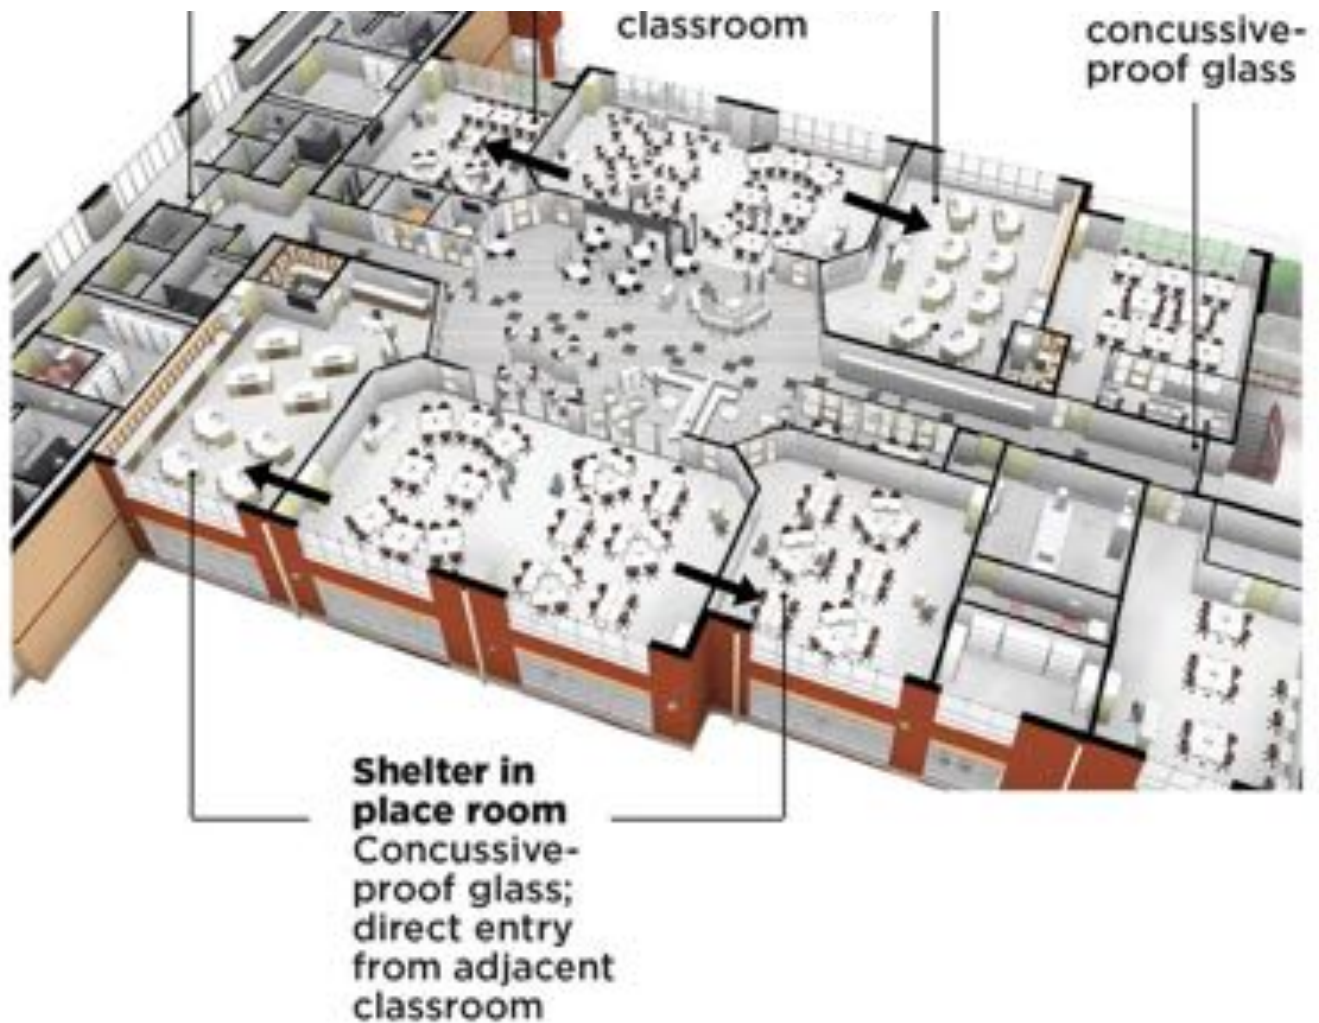 classroom
concussive-
proof glass
Shelter in
place room
Concussive-
proof glass;
direct entry
from adjacent
classroom